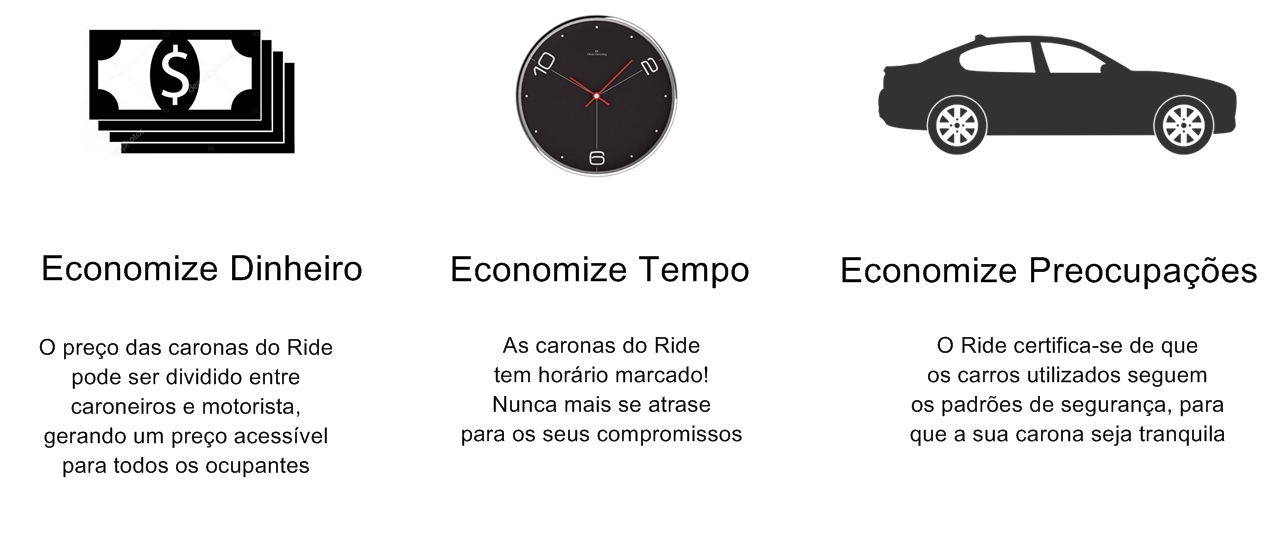 $
10
2
6
Economize Dinheiro
O preço das caronas do Ride
pode ser dividido entre
caroneiros e motorista,
gerando um preço acessível
para todos os ocupantes
Economize Tempo
As caronas do Ride
tem horário marcado!
Nunca mais se atrase
para os seus compromissos
Economize Preocupações
O Ride certifica-se de que
os carros utilizados seguem
os padrões de segurança, para
que a sua carona seja tranquila